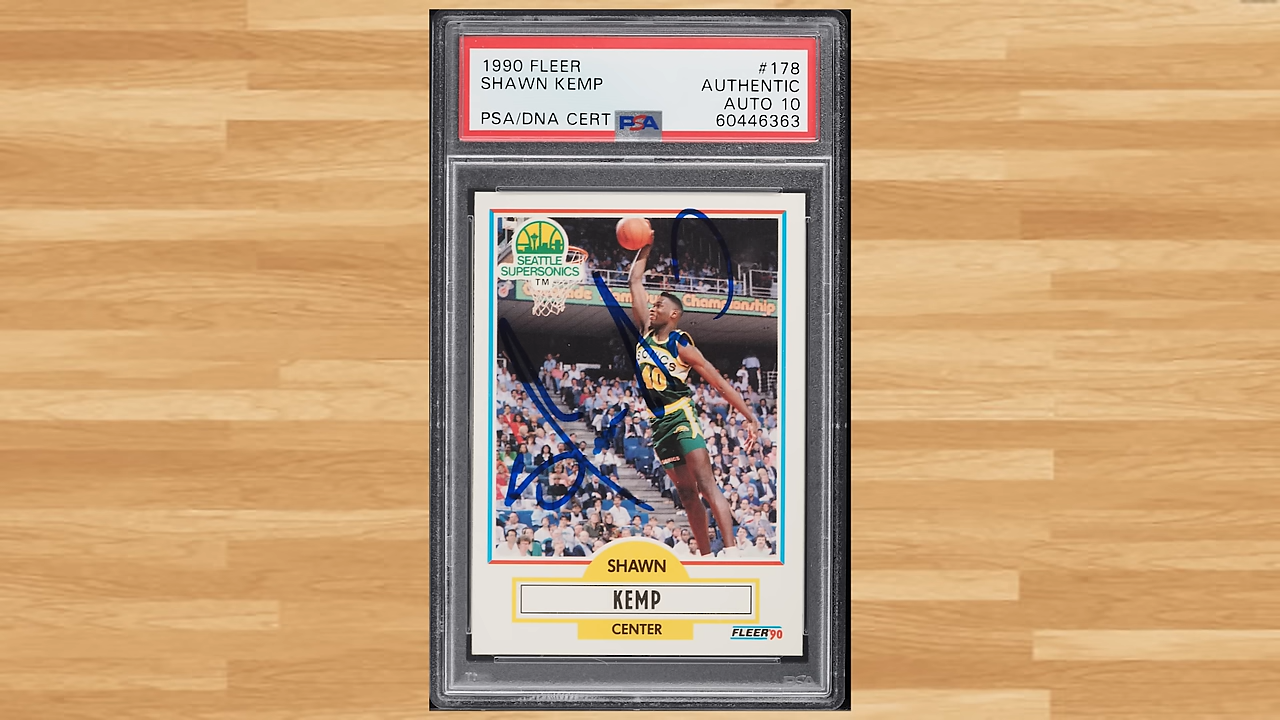 1990 FLEER #178
SHAWN KEMP AUTHENTIC
AUTO 10
PSA/DNA CERT PSA 60446363
SEATTLE
SUPERSONICS
TM
Championship
SONICS
40
SHAWN
KEMP
CENTER
FLEER '90
PSA